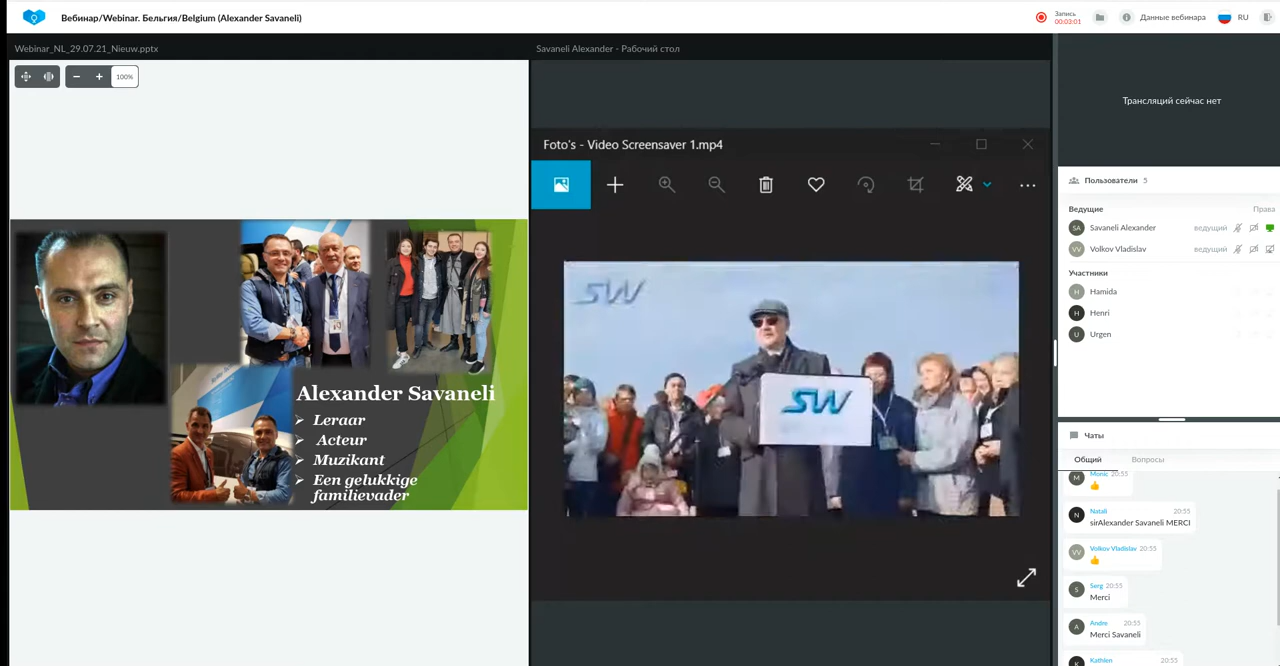 Вебинар/Webinar. Бельгия/Belgium (Alexander Savaneli)
Запись
00:03:01
Данные вебинара
RU
Webinar_NL_29.07.21_Nieuw.pptx
100%
Alexander Savaneli
Leraar
Acteur
Muzikant
Een gelukkige
familievader
Savaneli Alexander - Рабочий стол
Foto's - Video Screensaver 1.mp4
SW
SW
Трансляций сейчас нет
Пользователи 5
Ведущие Права
SA Savaneli Alexander ведущий
VV Volkov Vladislav ведущий
Участники
H Hamida
H Henri
U Urgen
Чаты
Общий Вопросы
M Monic 20:55
N Natali 20:55
sirAlexander Savaneli MERCI
VV Volkov Vladislav 20:55
S Serg 20:55
Merci
A Andre 20:55
Merci Savaneli
K Kathlen 20:55